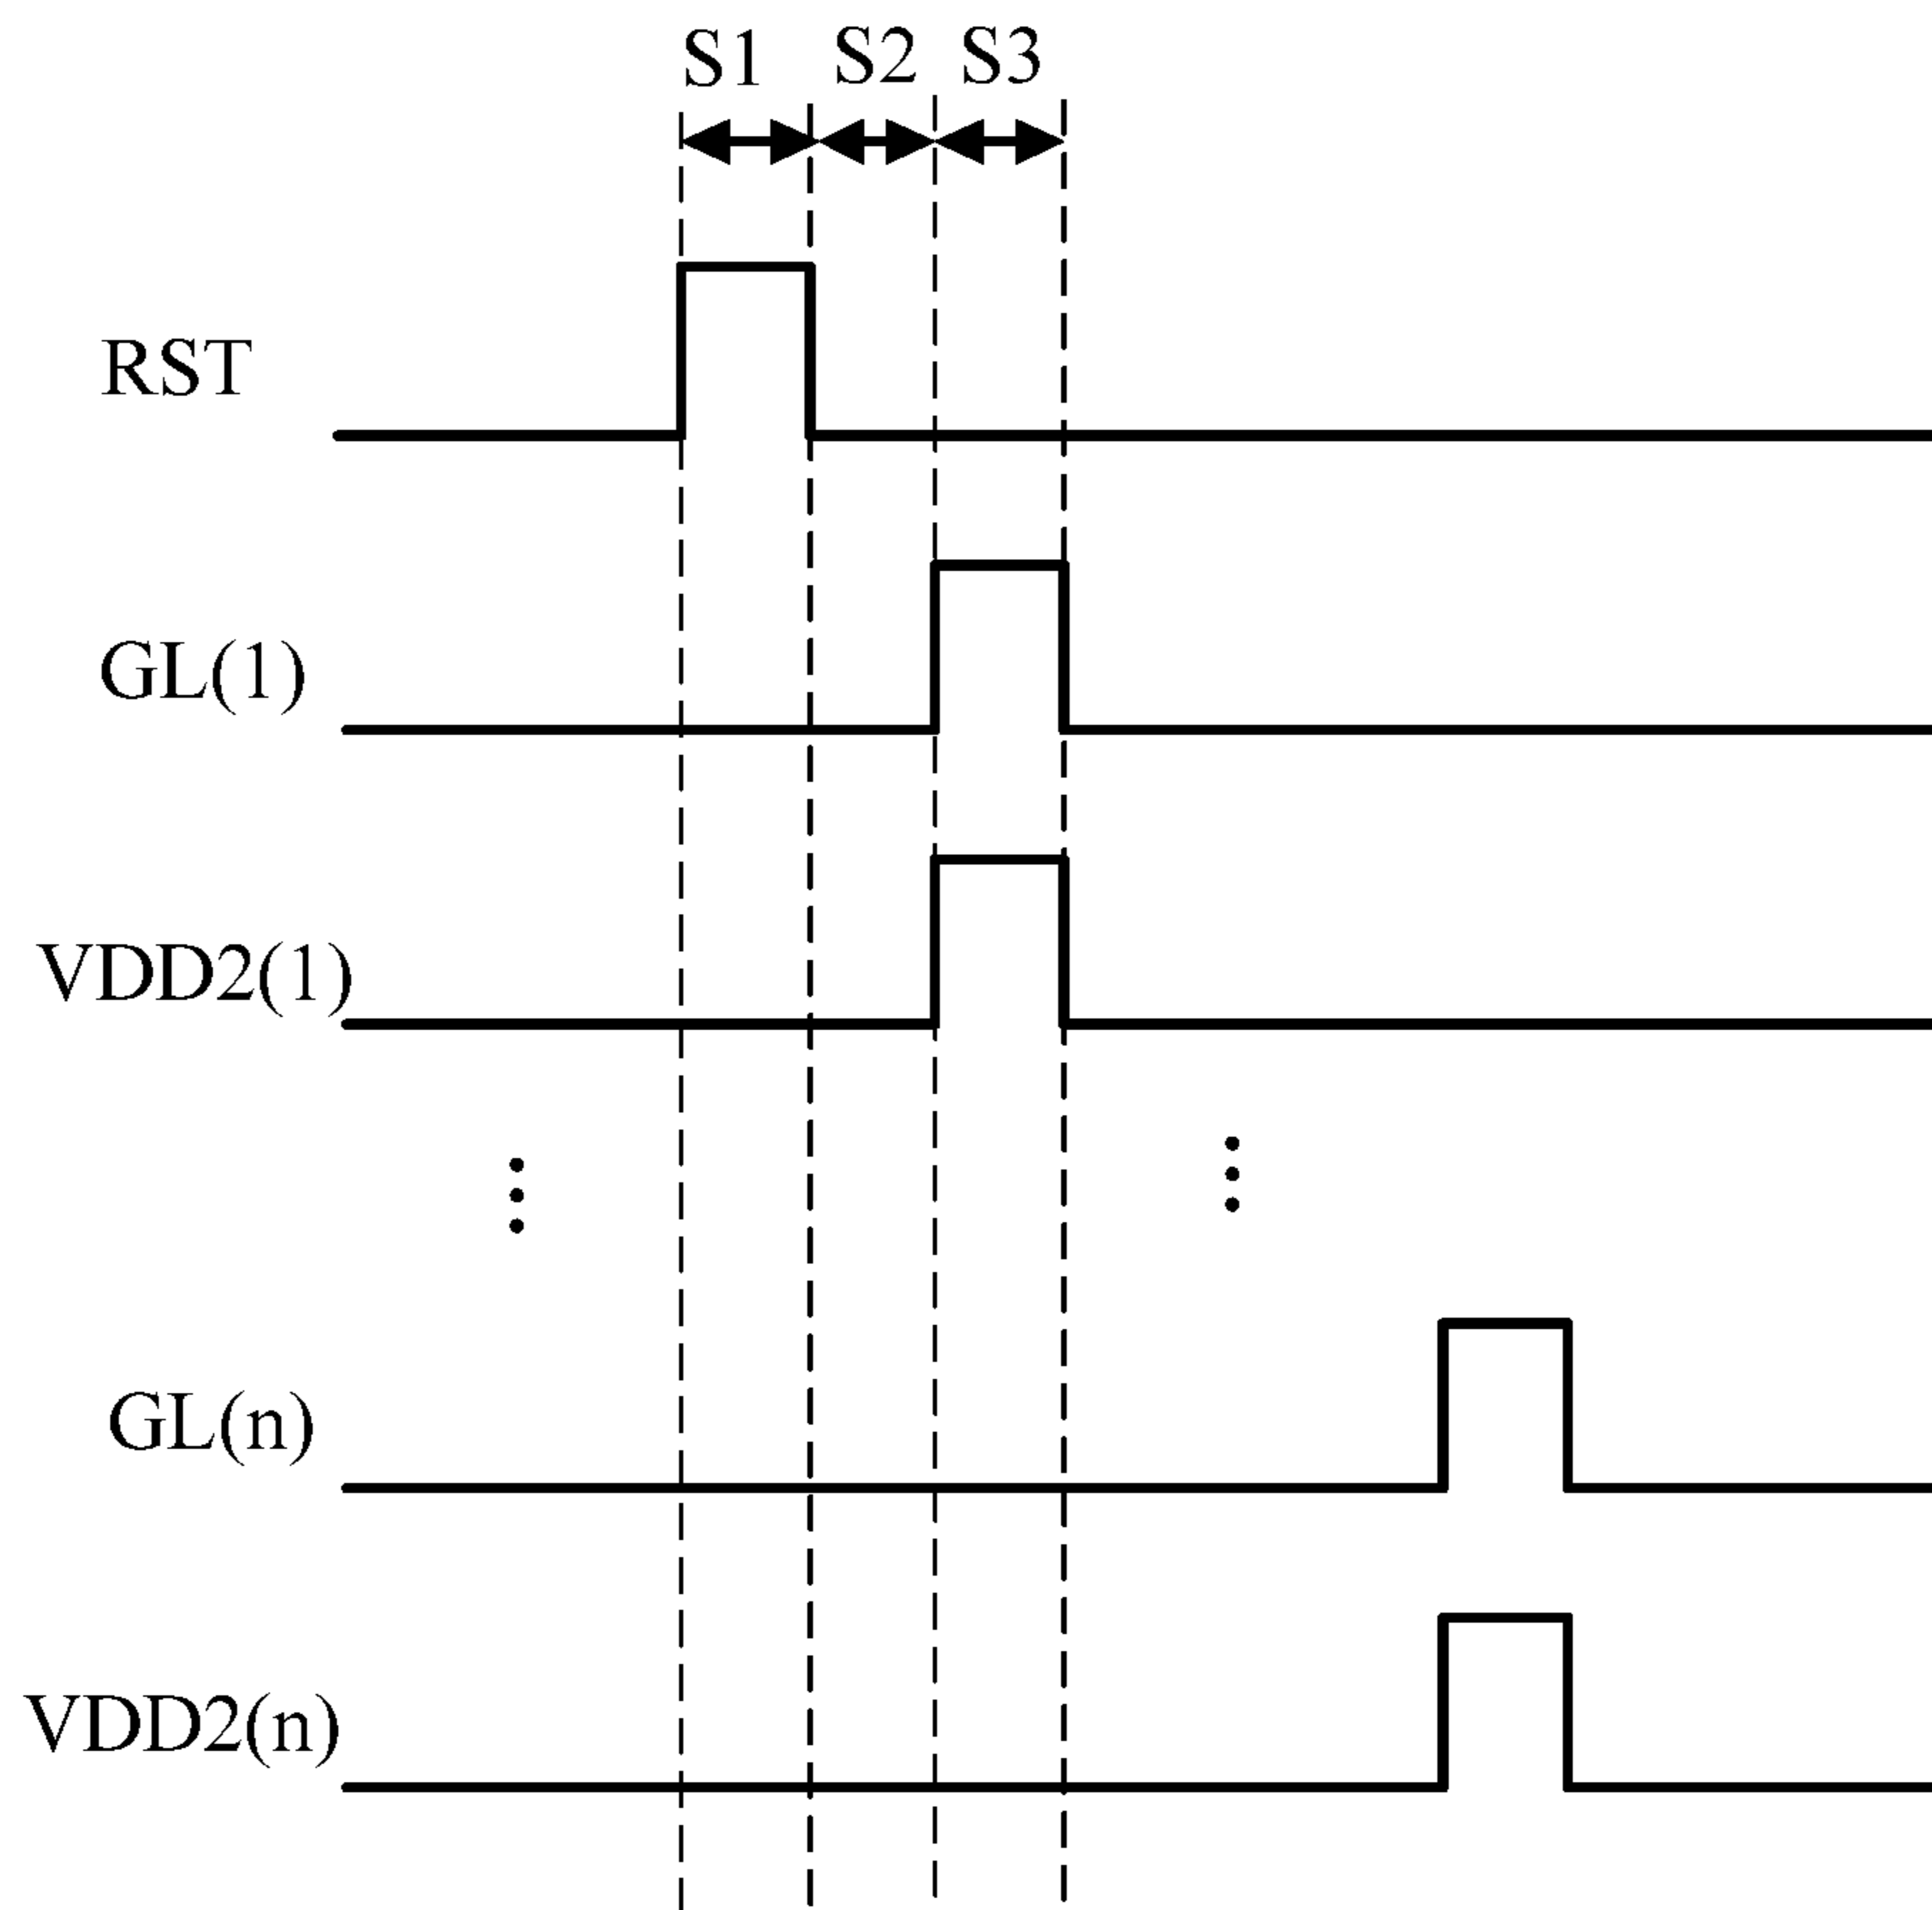 S1 S2 S3
RST
GL(1)
VDD2(1)
GL(n)
VDD2(n)